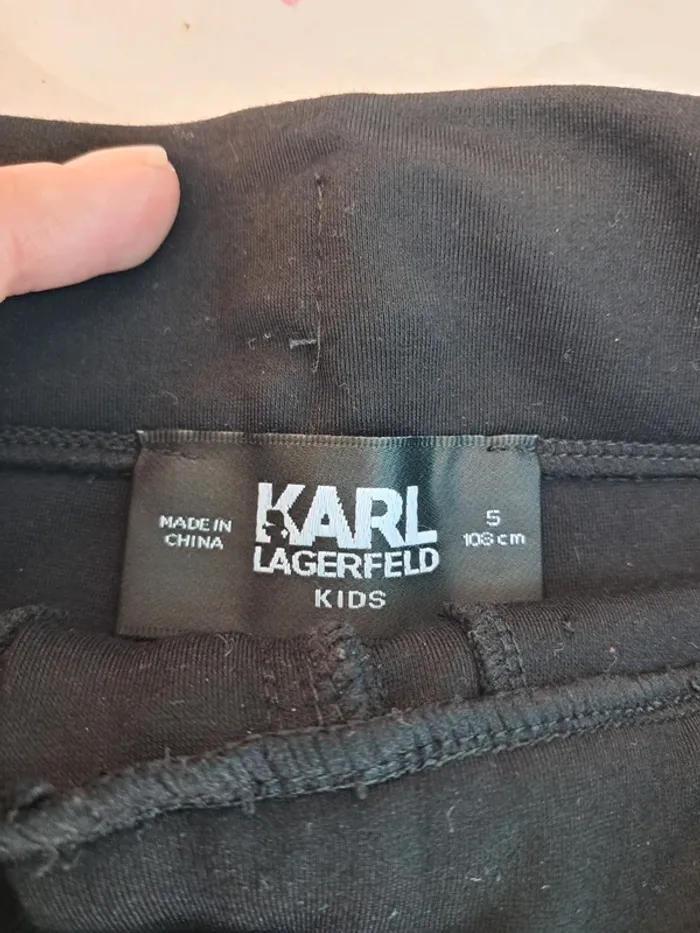 MADE IN
CHINA
KARL
LAGERFELD
KIDS
5
108 cm